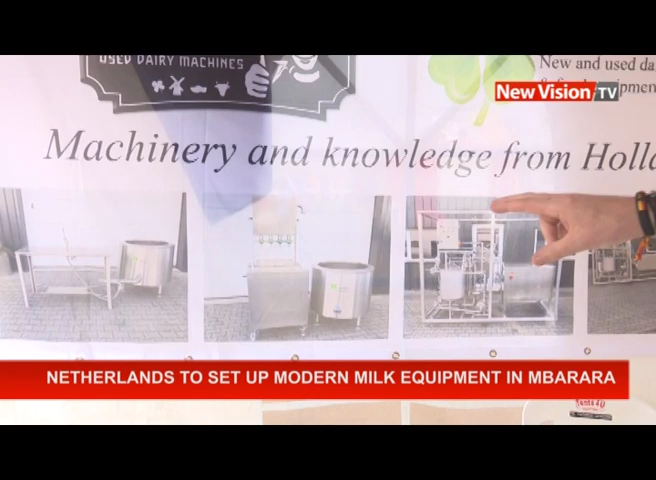 USED DAIRY MACHINES
New and used da
New Vision TV
Machinery and knowledge from Holla
NETHERLANDS TO SET UP MODERN MILK EQUIPMENT IN MBARARA